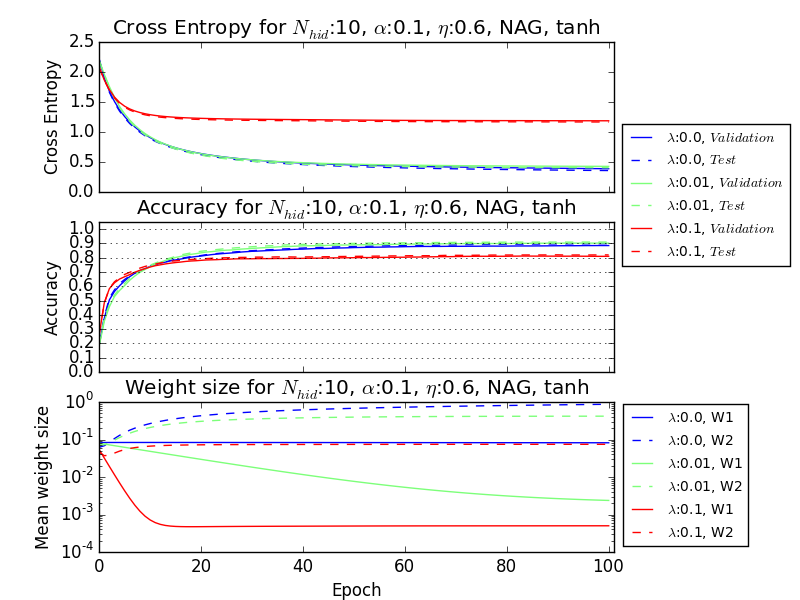 Cross Entropy for N_hid:10, α:0.1, η:0.6, NAG, tanh
2.5
2.0
1.5
1.0
0.5
0.0
Cross Entropy
λ:0.0, Validation
λ:0.0, Test
λ:0.01, Validation
λ:0.01, Test
λ:0.1, Validation
λ:0.1, Test
Accuracy for N_hid:10, α:0.1, η:0.6, NAG, tanh
1.0
0.9
0.8
0.7
0.6
0.5
0.4
0.3
0.2
0.1
0.0
Accuracy
Weight size for N_hid:10, α:0.1, η:0.6, NAG, tanh
10^0
10^-1
10^-2
10^-3
10^-4
Mean weight size
λ:0.0, W1
λ:0.0, W2
λ:0.01, W1
λ:0.01, W2
λ:0.1, W1
λ:0.1, W2
0 20 40 60 80 100
Epoch